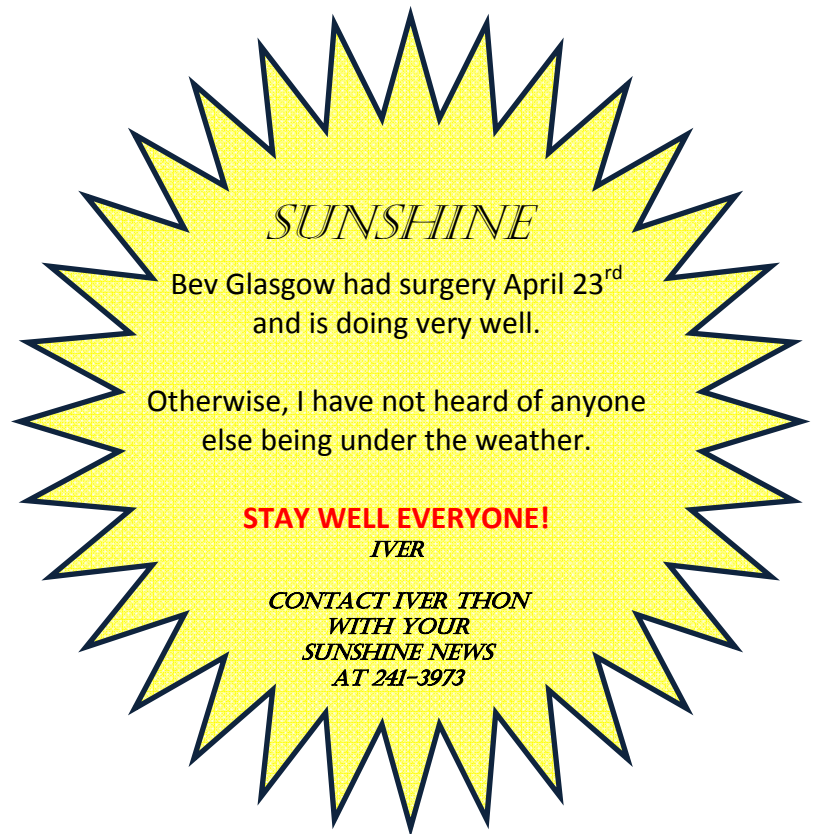 SUNSHINE
Bev Glasgow had surgery April 23rd
and is doing very well.
Otherwise, I have not heard of anyone
else being under the weather.
STAY WELL EVERYONE!
IVER
CONTACT IVER THON
WITH YOUR
SUNSHINE NEWS
AT 241-3973